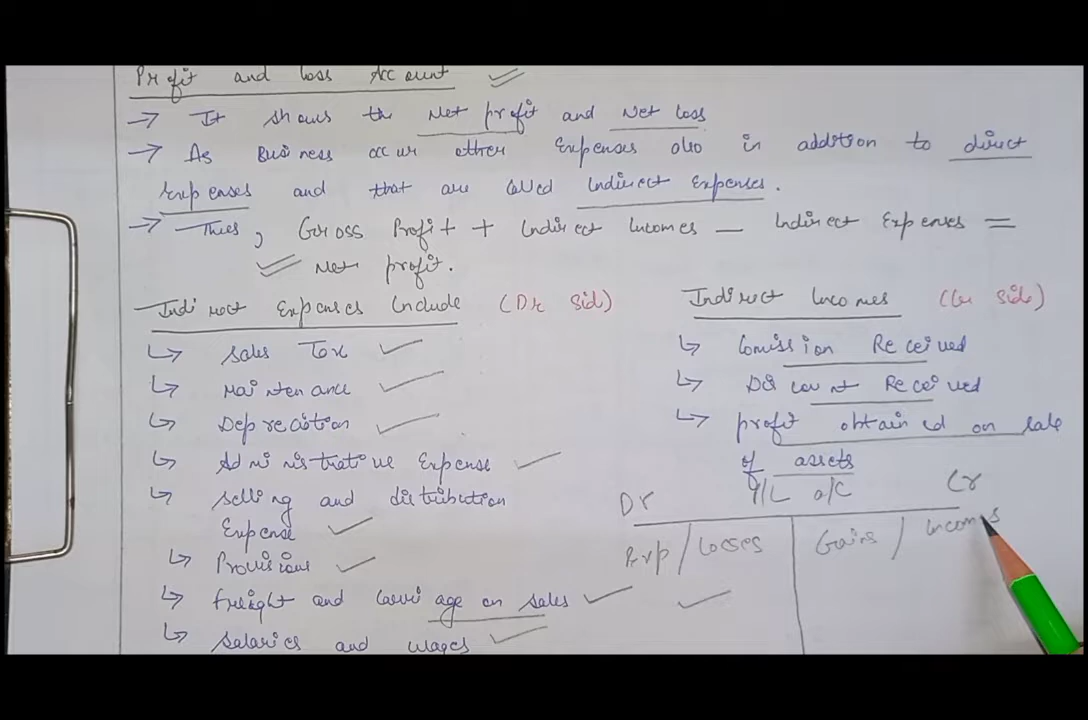 Profit and loss Account
→ It shows the Net profit and Net loss
→ As Business occur other Expenses also in addition to direct
Expenses and that are called Indirect Expenses.
→ Thus, Gross Profit + Indirect Incomes — Indirect Expenses =
Net profit.
Indirect Expenses Include (Dr side)
↳ Sales Tax
↳ Maintenance
↳ Depreciation
↳ Administrative Expense
↳ selling and distribution
Expense
↳ Provisions
↳ freight and carriage on sales
↳ Salaries and wages
Indirect Incomes (Cr side)
↳ Comission Received
↳ Discount Received
↳ profit obtained on sale
of assets
Dr P/L a/c Cr
Exp / Losses Gains / Incomes